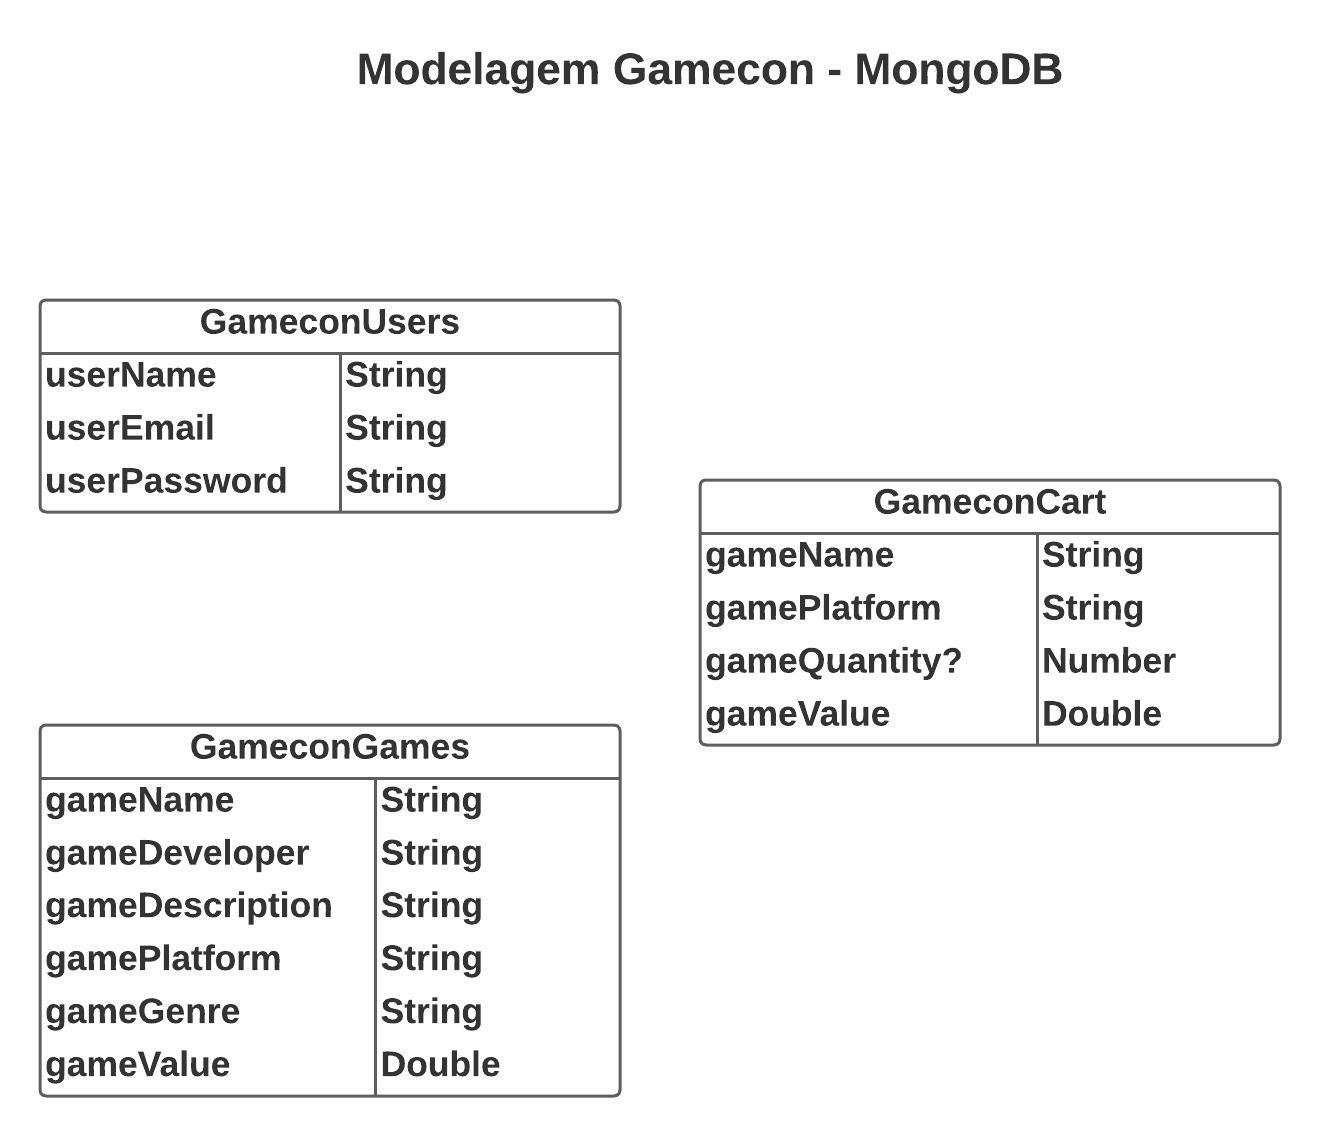 Modelagem Gamecon - MongoDB
GameconUsers
userName String
userEmail String
userPassword String
GameconCart
gameName String
gamePlatform String
gameQuantity? Number
gameValue Double
GameconGames
gameName String
gameDeveloper String
gameDescription String
gamePlatform String
gameGenre String
gameValue Double